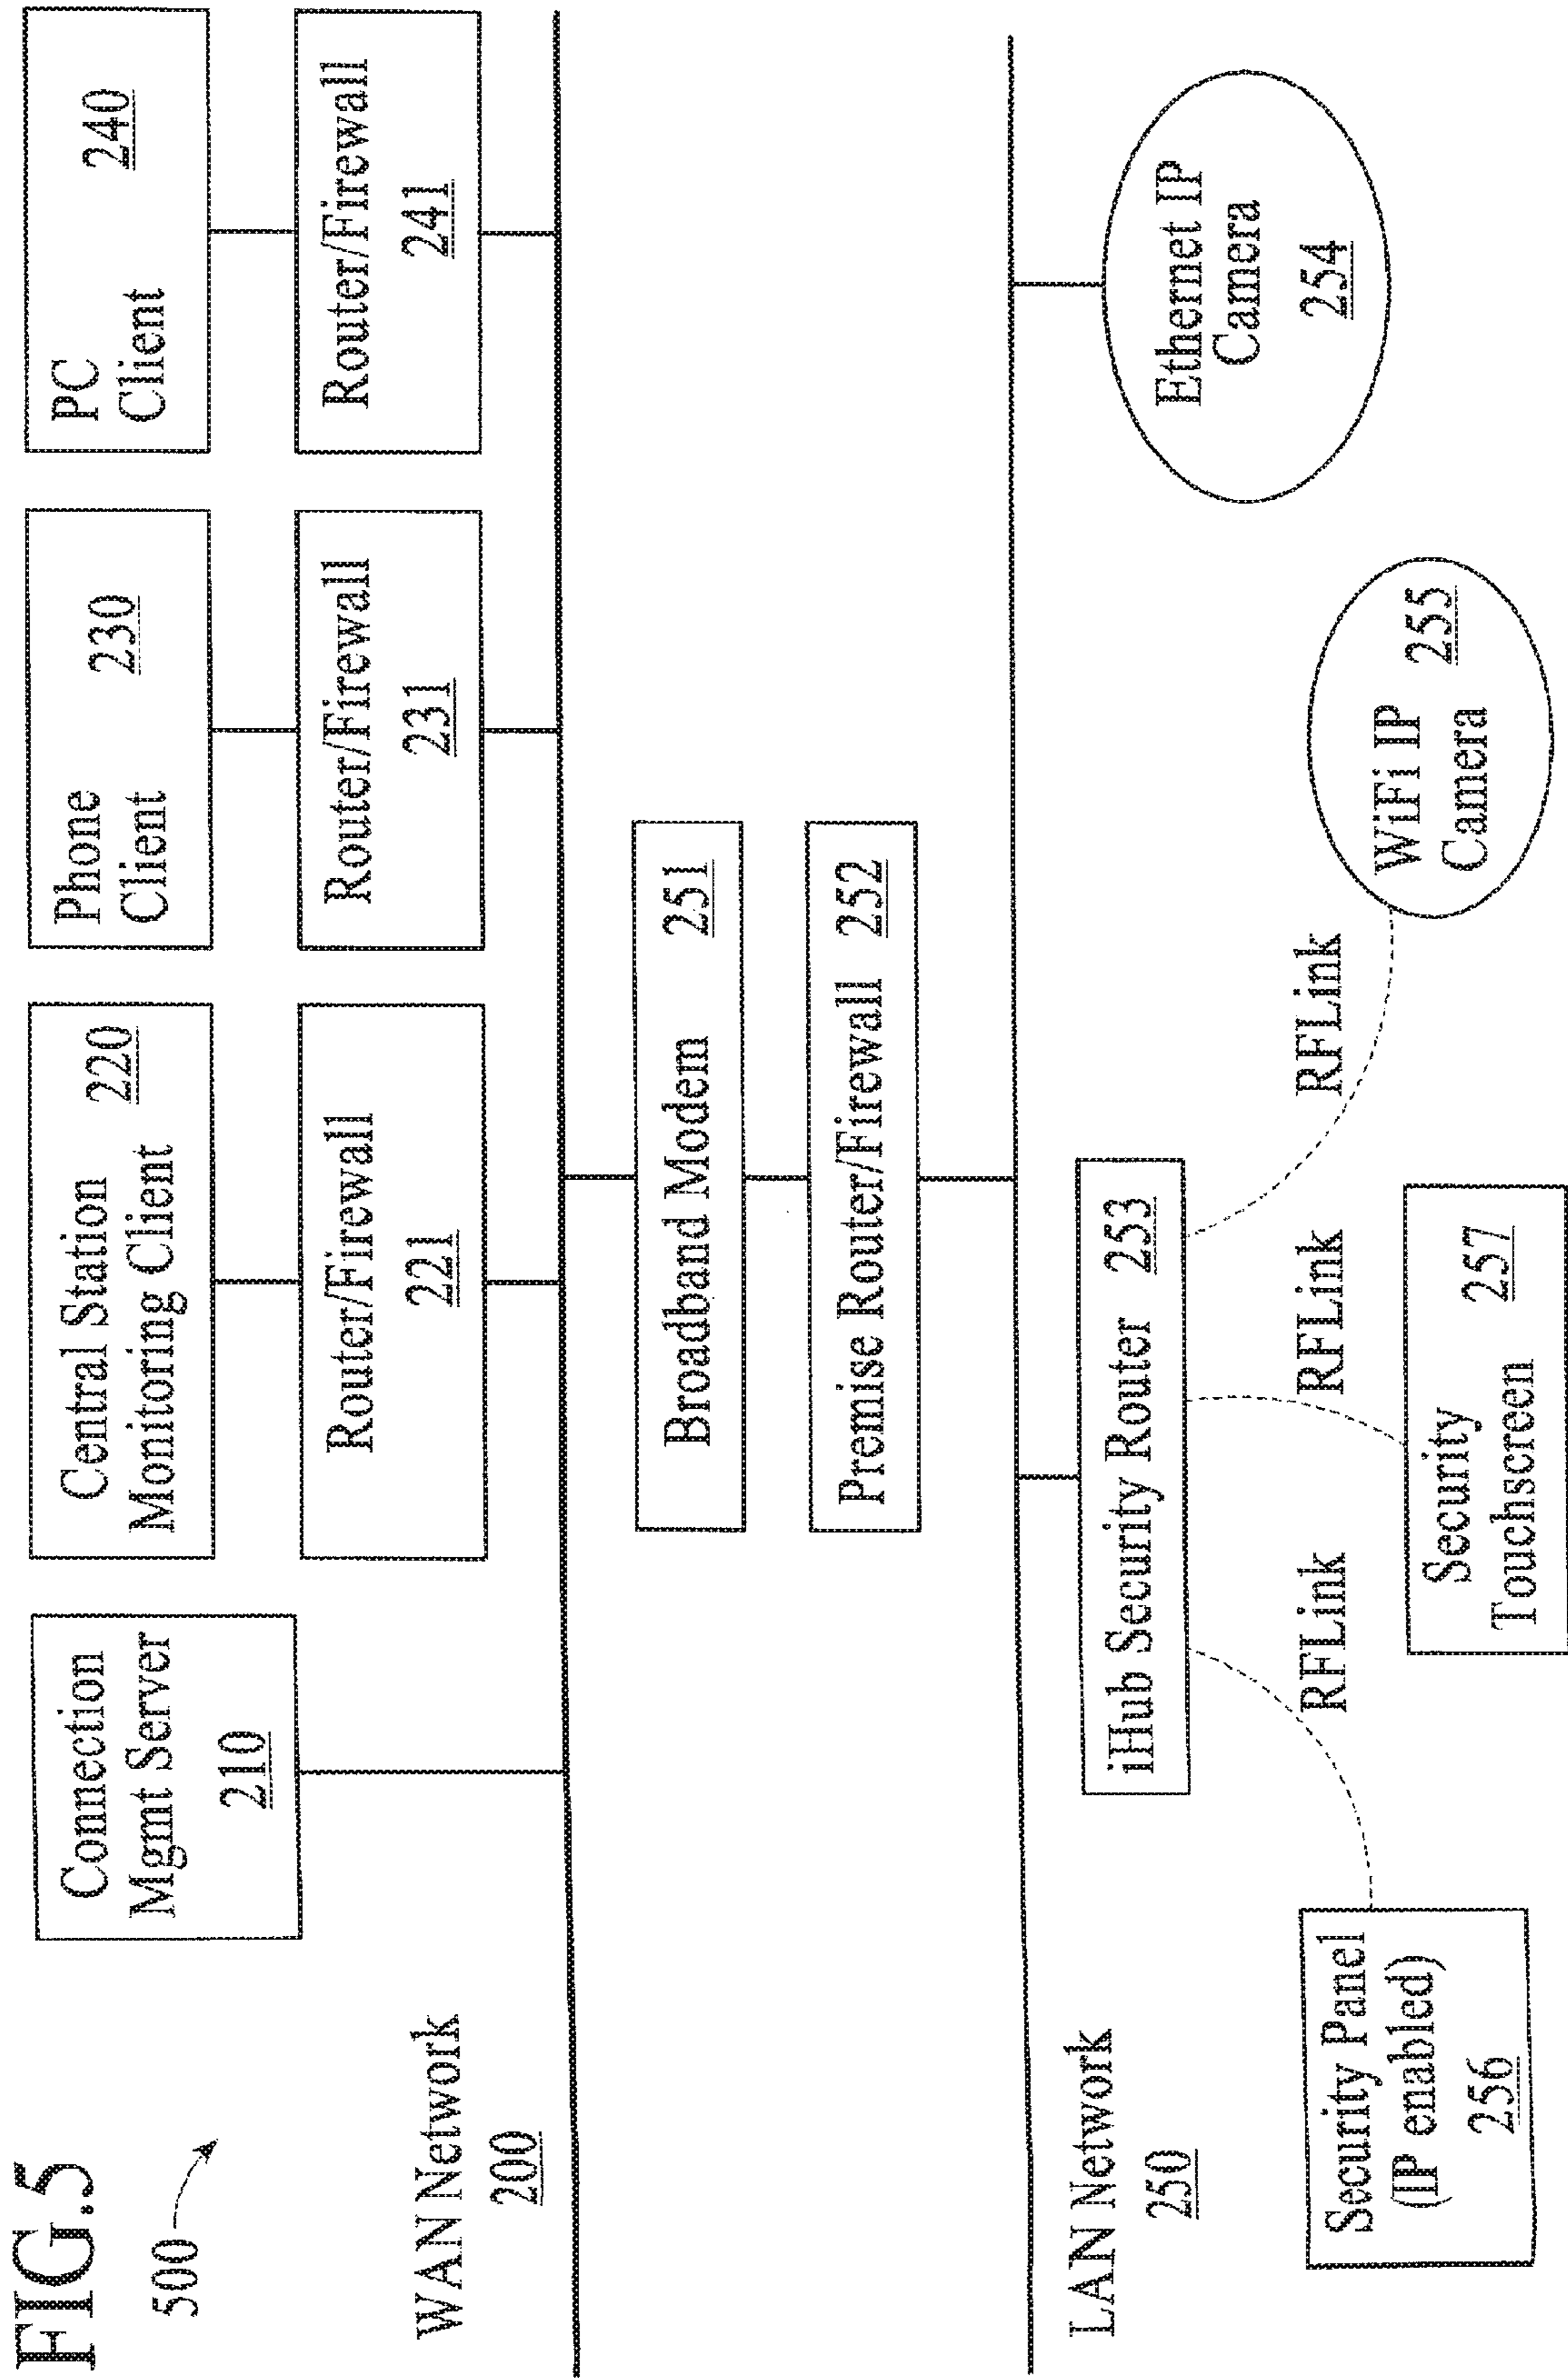 FIG.5
500
Connection
Mgmt Server
210
Central Station
Monitoring Client
220
Phone
Client
230
PC
Client
240
Router/Firewall
221
Router/Firewall
231
Router/Firewall
241
WAN Network
200
Broadband Modem 251
Premise Router/Firewall 252
LAN Network
250
iHub Security Router 253
RFLink
RFLink
RFLink
Security Panel
(IP enabled)
256
Security
Touchscreen
257
WiFi IP
Camera
255
Ethernet IP
Camera
254